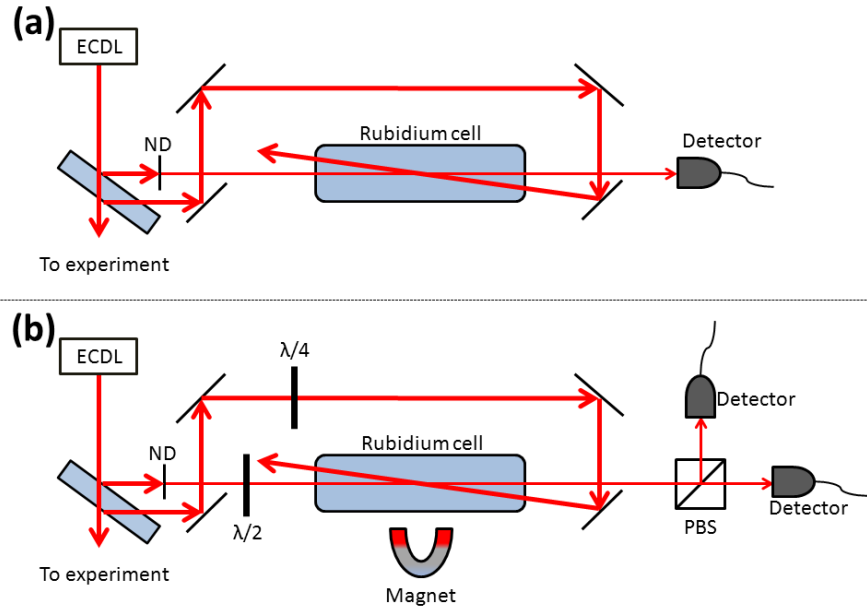 (a)
ECDL
ND
Rubidium cell
Detector
To experiment
(b)
ECDL
λ/4
Detector
ND
Rubidium cell
λ/2
PBS
Detector
To experiment
Magnet